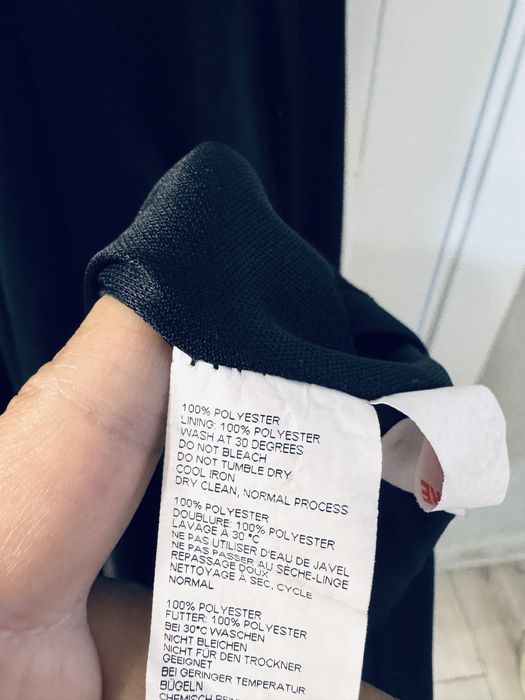 100% POLYESTER
LINING: 100% POLYESTER
WASH AT 30 DEGREES
DO NOT BLEACH
DO NOT TUMBLE DRY
COOL IRON
DRY CLEAN, NORMAL PROCESS
100% POLYESTER
DOUBLURE: 100% POLYESTER
LAVAGE À 30 °C
NE PAS UTILISER D'EAU DE JAVEL
NE PAS PASSER AU SÈCHE-LINGE
REPASSAGE DOUX
NETTOYAGE À SEC, CYCLE
NORMAL
100% POLYESTER
FUTTER: 100% POLYESTER
BEI 30°C WASCHEN
NICHT BLEICHEN
NICHT FÜR DEN TROCKNER
GEEIGNET
BEI GERINGER TEMPERATUR
BÜGELN
CHEMISCH